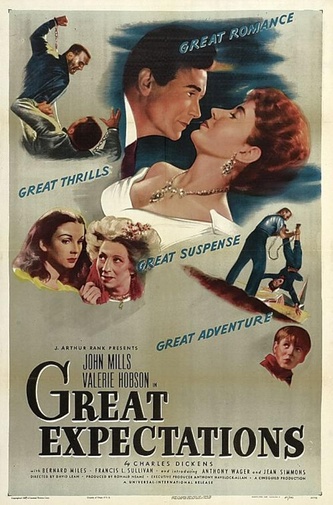 GREAT ROMANCE
GREAT THRILLS
GREAT SUSPENSE
GREAT ADVENTURE
J. ARTHUR RANK PRESENTS
JOHN MILLS
VALERIE HOBSON IN
GREAT
EXPECTATIONS
by CHARLES DICKENS
with BERNARD MILES · FRANCIS L. SULLIVAN · and introducing ANTHONY WAGER and JEAN SIMMONS
DIRECTED BY DAVID LEAN · PRODUCED BY RONALD NEAME · EXECUTIVE PRODUCER ANTHONY HAVELOCK-ALLAN · A CINEGUILD PRODUCTION
A UNIVERSAL-INTERNATIONAL RELEASE